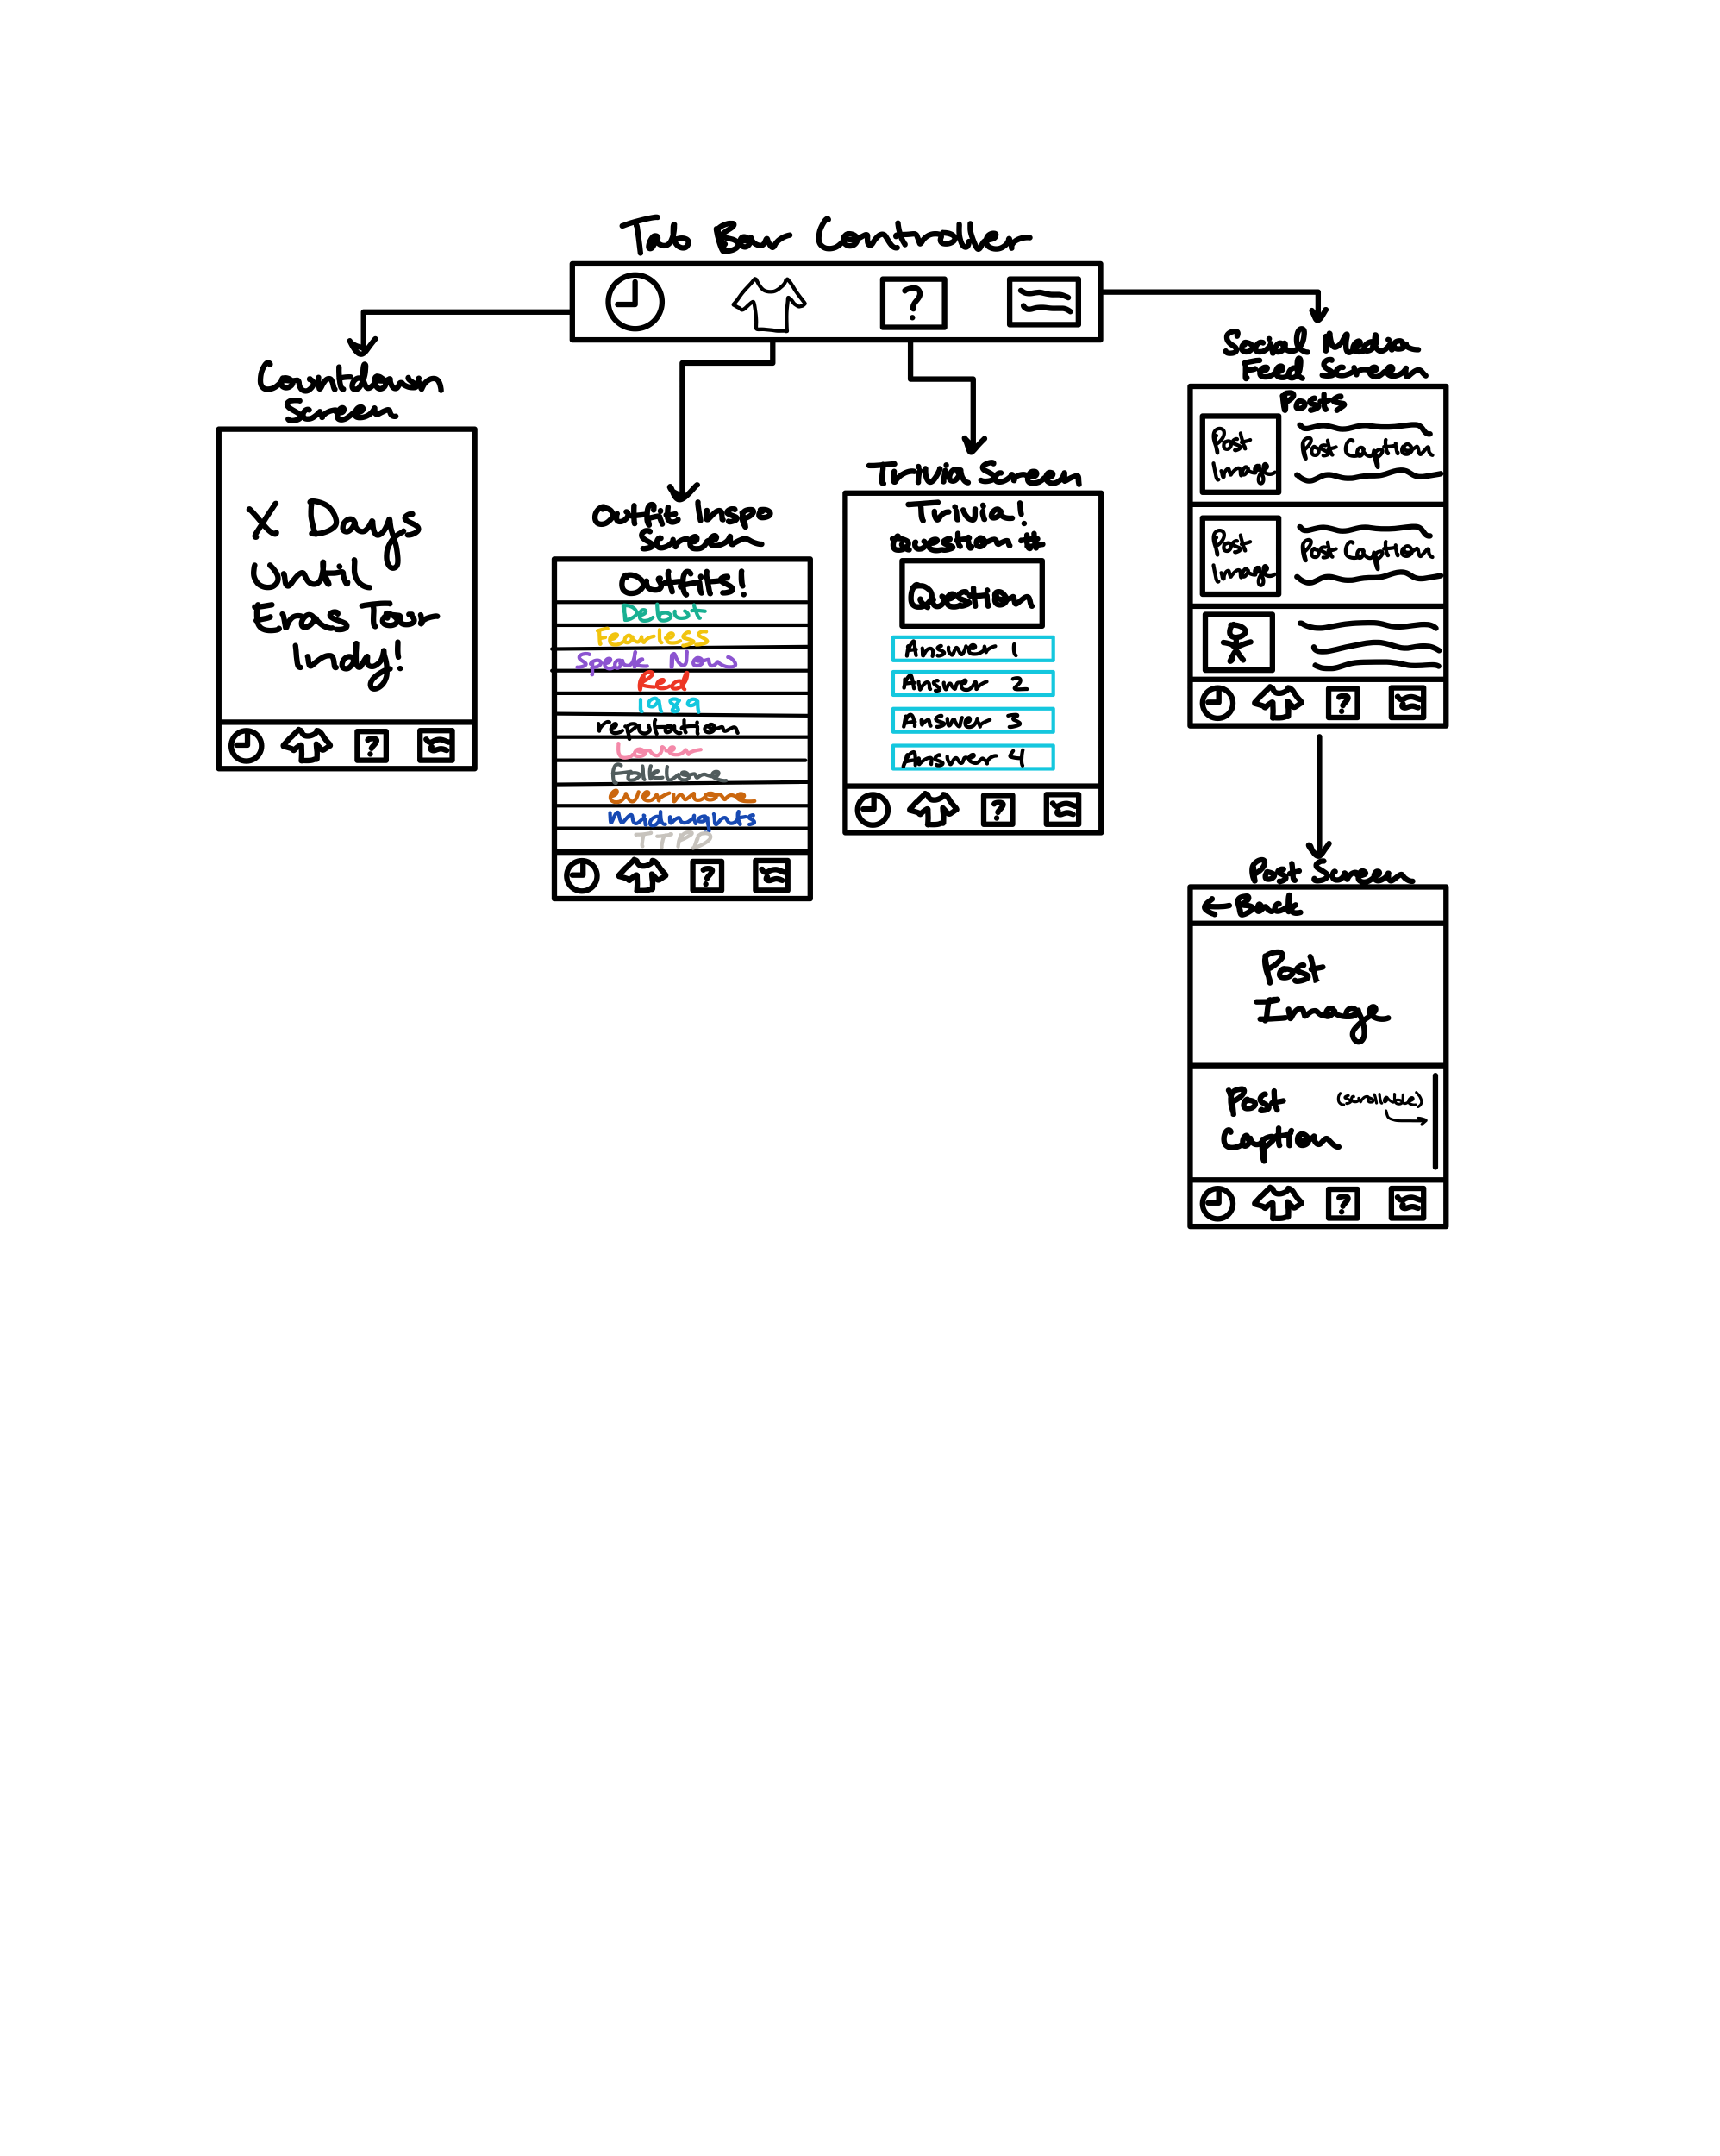 Tab Bar Controller
?
Countdown
Screen
X Days
Until
Eras Tour
Indy!
?
Outfit Inspo
Screen
Outfits!
Debut
Fearless
Speak Now
Red
1989
reputation
Lover
folklore
evermore
Midnights
TTPD
?
Trivia Screen
Trivia!
Question #
Question
Answer 1
Answer 2
Answer 3
Answer 4
?
Social Media
Feed Screen
Posts
Post
Image
Post Caption
Post
Image
Post Caption
?
Post Screen
← Back
Post
Image
Post
Caption
(scrollable)
?